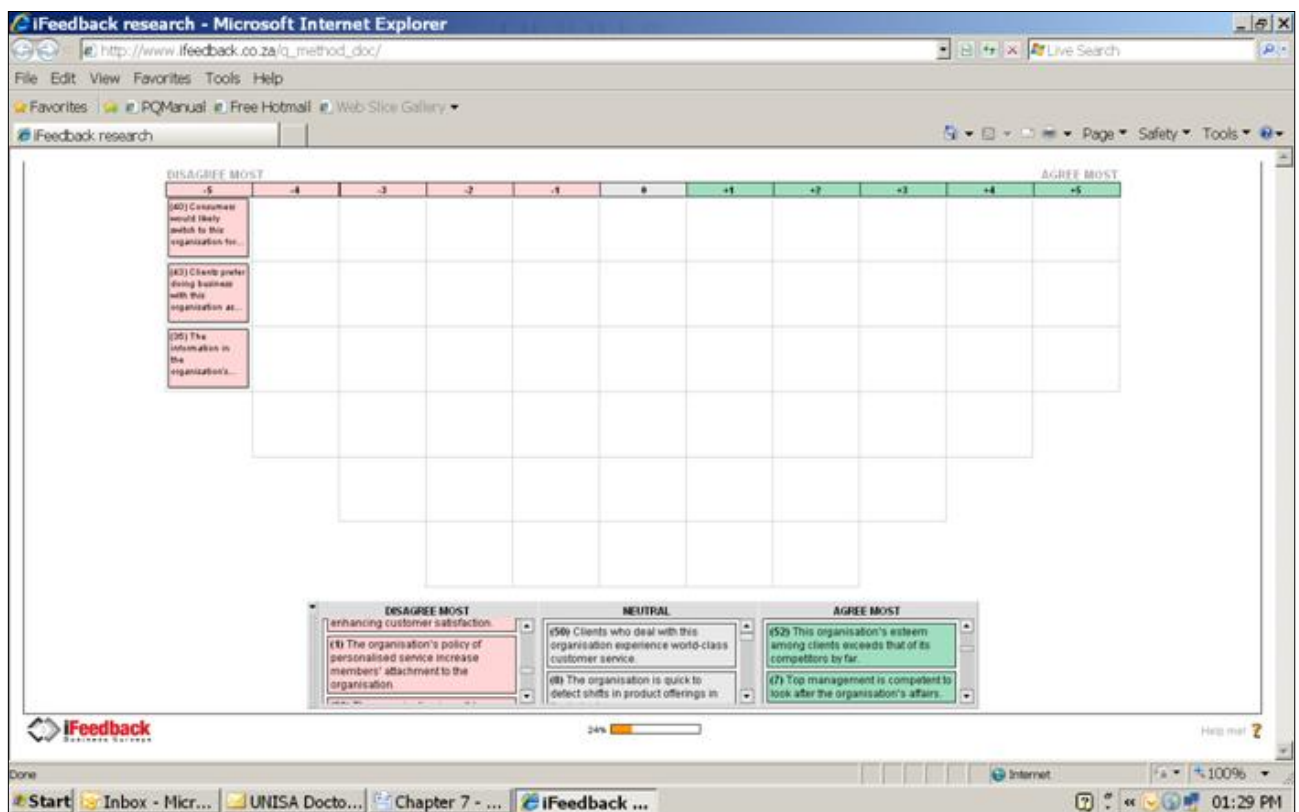 iFeedback research - Microsoft Internet Explorer
http://www.ifeedback.co.za/q_method_doc/
Live Search
File Edit View Favorites Tools Help
Favorites PQManual Free Hotmail Web Slice Gallery
iFeedback research
Page Safety Tools
DISAGREE MOST
AGREE MOST
-5 -4 -3 -2 -1 0 +1 +2 +3 +4 +5
(40) Consumers
would likely
switch to this
organization for...
(43) Clients prefer
doing business
with this
organization as...
(35) The
information in
the
organization's...
DISAGREE MOST
enhancing customer satisfaction.
(1) The organisation's policy of
personalised service increase
members' attachment to the
organisation
NEUTRAL
(50) Clients who deal with this
organisation experience world-class
customer service.
(8) The organisation is quick to
detect shifts in product offerings in
AGREE MOST
(52) This organisation's esteem
among clients exceeds that of its
competitors by far.
(7) Top management is competent to
look after the organisation's affairs.
iFeedback
Business Surveys
24%
Help me!
Done
Internet
100%
Start
Inbox - Micr...
UNISA Docto...
Chapter 7 - ...
iFeedback ...
01:29 PM